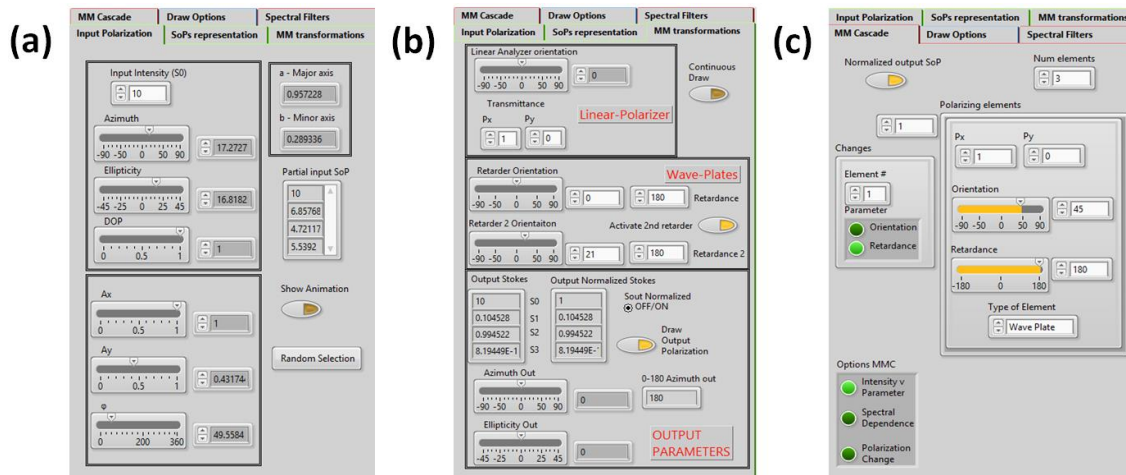 (a)
MM Cascade Draw Options Spectral Filters
Input Polarization SoPs representation MM transformations
Input Intensity (S0)
10
Azimuth
-90 -50 0 50 90
17.2727
Ellipticity
-45 -25 0 25 45
16.8182
DOP
0 0.5 1
1
a - Major axis
0.957228
b - Minor axis
0.289336
Partial input SoP
10
6.85768
4.72117
5.5392
Ax
0 0.5 1
1
Ay
0 0.5 1
0.43174
φ
0 200 360
49.5584
Show Animation
Random Selection
(b)
MM Cascade Draw Options Spectral Filters
Input Polarization SoPs representation MM transformations
Linear Analyzer orientation
-90 -50 0 50 90
0
Transmittance
Px Py
1 0
Linear-Polarizer
Continuous
Draw
Retarder Orientation
-90 -50 0 50 90
0
180 Retardance
Wave-Plates
Retarder 2 Orientaiton
-90 -50 0 50 90
Activate 2nd retarder
21
180 Retardance 2
Output Stokes Output Normalized Stokes
10 S0 1
0.104528 S1 0.104528
0.994522 S2 0.994522
8.19449E-1 S3 8.19449E-
Sout Normalized
OFF/ON
Draw
Output
Polarization
Azimuth Out
-90 -50 0 50 90
0
0-180 Azimuth out
180
Ellipticity Out
-45 -25 0 25 45
0
OUTPUT
PARAMETERS
(c)
Input Polarization SoPs representation MM transformations
MM Cascade Draw Options Spectral Filters
Normalized output SoP
Num elements
3
Polarizing elements
1
Changes
Element #
1
Parameter
Orientation
Retardance
Px Py
1 0
Orientation
-90 -50 0 50 90
45
Retardance
-180 0 180
180
Type of Element
Wave Plate
Options MMC
Intensity v
Parameter
Spectral
Dependence
Polarization
Change